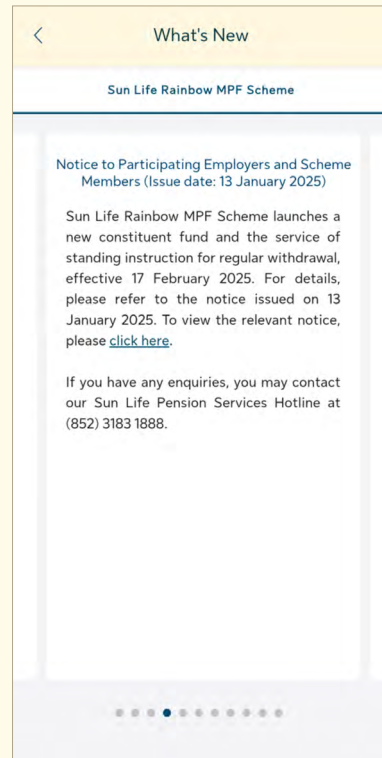 What's New
Sun Life Rainbow MPF Scheme
Notice to Participating Employers and Scheme
Members (Issue date: 13 January 2025)
Sun Life Rainbow MPF Scheme launches a
new constituent fund and the service of
standing instruction for regular withdrawal,
effective 17 February 2025. For details,
please refer to the notice issued on 13
January 2025. To view the relevant notice,
please click here.
If you have any enquiries, you may contact
our Sun Life Pension Services Hotline at
(852) 3183 1888.